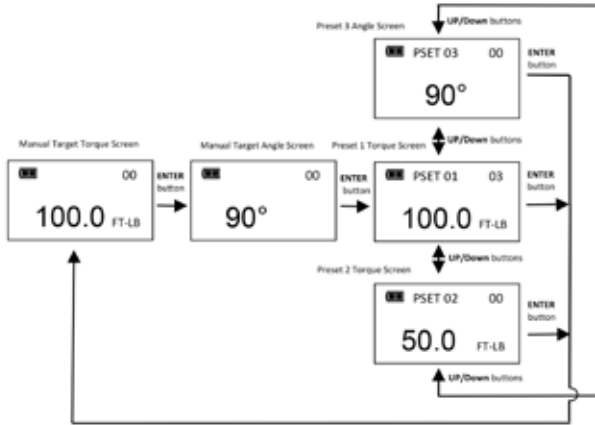 UP/Down buttons
Preset 3 Angle Screen
PSET 03 00
90°
ENTER
button
UP/Down buttons
Manual Target Torque Screen
Manual Target Angle Screen
Preset 1 Torque Screen
00
100.0 FT-LB
ENTER
button
00
90°
ENTER
button
PSET 01 03
100.0 FT-LB
ENTER
button
UP/Down buttons
Preset 2 Torque Screen
PSET 02 00
50.0 FT-LB
ENTER
button
UP/Down buttons